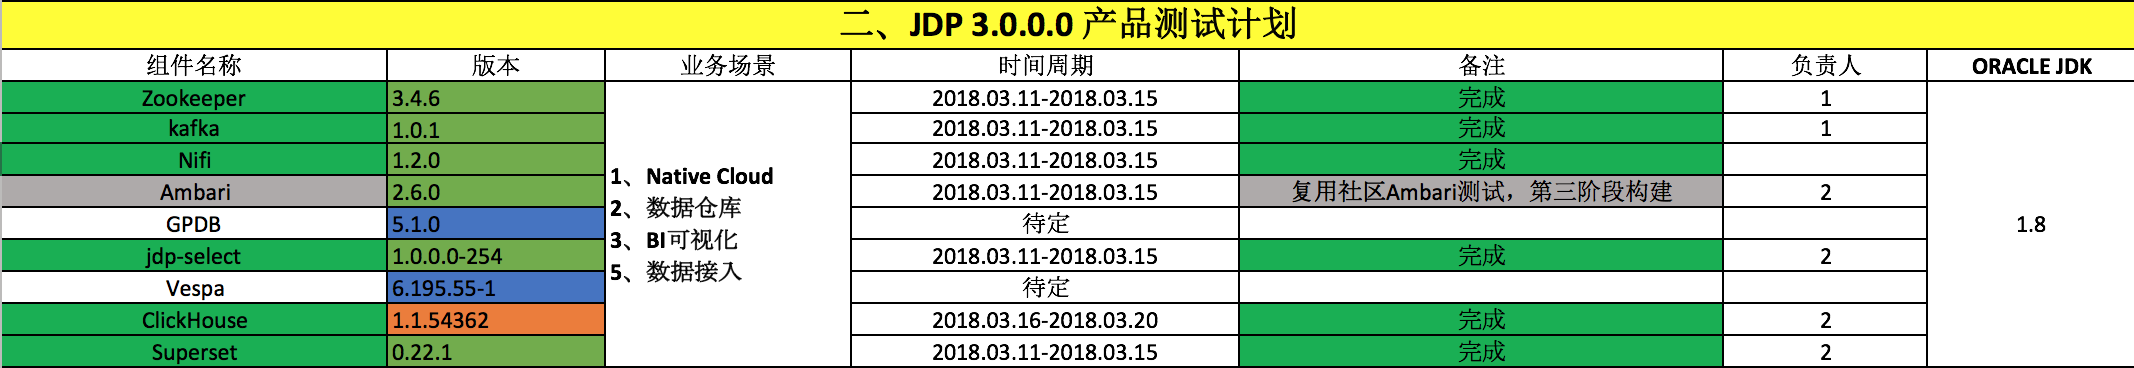 二、JDP 3.0.0.0 产品测试计划
组件名称 版本 业务场景 时间周期 备注 负责人 ORACLE JDK
Zookeeper 3.4.6 2018.03.11-2018.03.15 完成 1
kafka 1.0.1 2018.03.11-2018.03.15 完成 1
Nifi 1.2.0 2018.03.11-2018.03.15 完成
Ambari 2.6.0 2018.03.11-2018.03.15 复用社区Ambari测试，第三阶段构建 2
GPDB 5.1.0 待定
jdp-select 1.0.0.0-254 2018.03.11-2018.03.15 完成 2
Vespa 6.195.55-1 待定
ClickHouse 1.1.54362 2018.03.16-2018.03.20 完成 2
Superset 0.22.1 2018.03.11-2018.03.15 完成 2
1、Native Cloud
2、数据仓库
3、BI可视化
5、数据接入
1.8